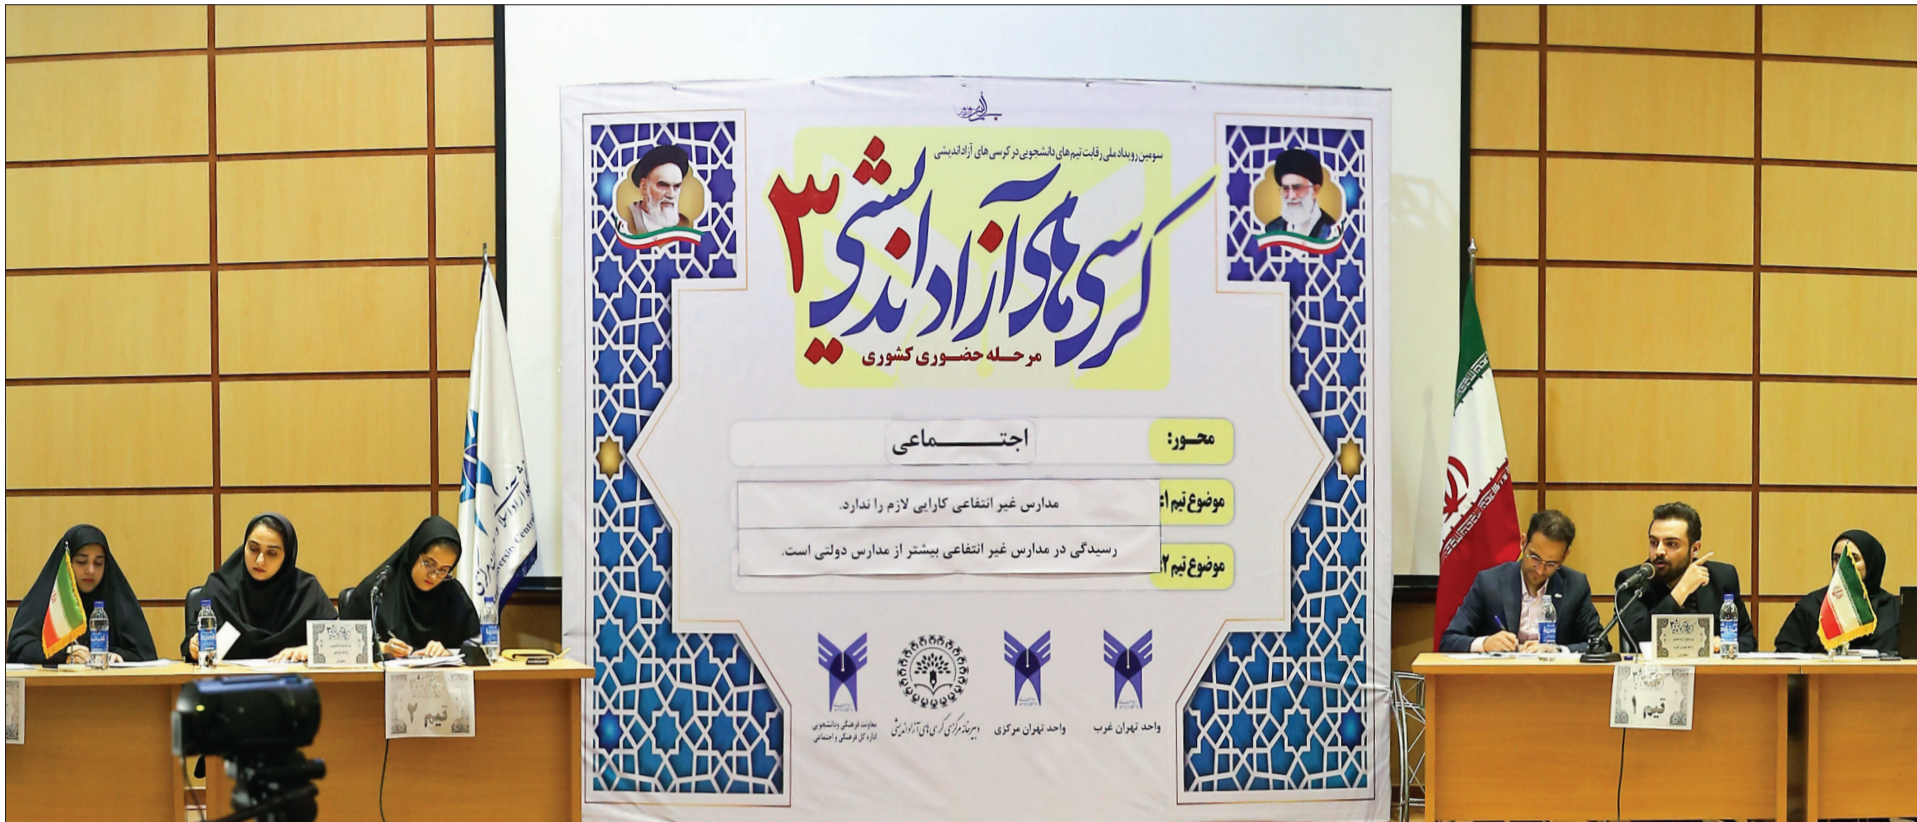 سومین رویداد ملی رقابت تیم های دانشجویی در کرسی های آزاداندیشی
کرسی های آزاداندیشی ۳
مرحله حضوری کشوری
محور:
اجتماعی
موضوع تیم ۱:
مدارس غیر انتفاعی کارایی لازم را ندارد.
موضوع تیم ۲:
رسیدگی در مدارس غیر انتفاعی بیشتر از مدارس دولتی است.
واحد تهران غرب
واحد تهران مرکزی
دبیرخانه مرکزی کرسی های آزاداندیشی
معاونت فرهنگی و دانشجویی
اداره کل فرهنگی و اجتماعی
تیم ۱
تیم ۲